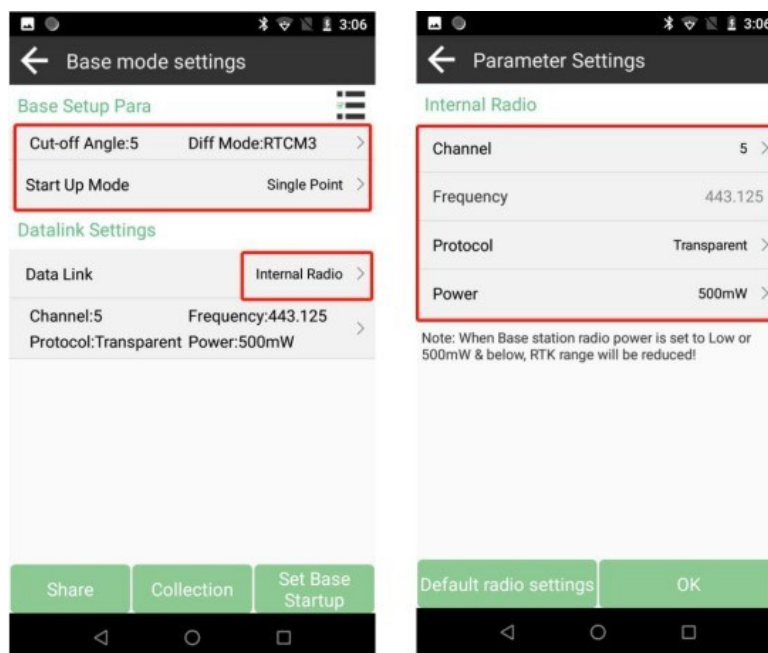 3:06
Base mode settings
Base Setup Para
Cut-off Angle:5 Diff Mode:RTCM3
Start Up Mode Single Point
Datalink Settings
Data Link Internal Radio
Channel:5 Frequency:443.125
Protocol:Transparent Power:500mW
Share Collection Set Base
Startup
3:06
Parameter Settings
Internal Radio
Channel 5
Frequency 443.125
Protocol Transparent
Power 500mW
Note: When Base station radio power is set to Low or
500mW & below, RTK range will be reduced!
Default radio settings OK